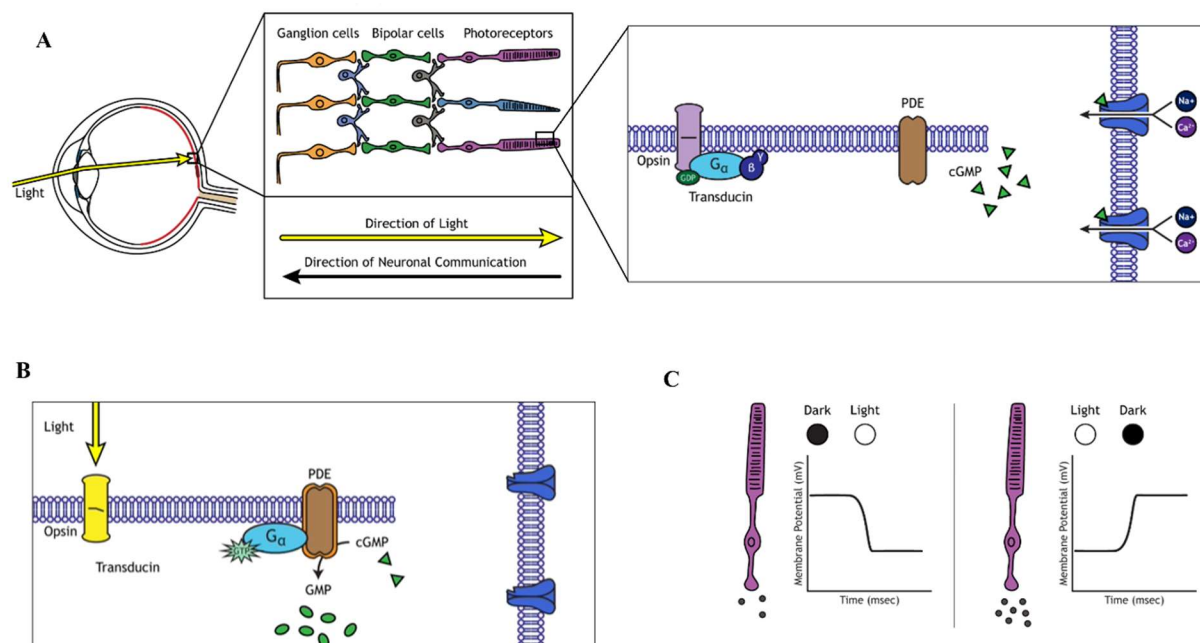 A
Ganglion cells Bipolar cells Photoreceptors
Light
Direction of Light
Direction of Neuronal Communication
Opsin
GDP
Gα
β
γ
Transducin
PDE
cGMP
Na+
Ca²⁺
Na+
Ca²⁺
B
Light
Opsin
Transducin
GTP
Gα
PDE
cGMP
GMP
C
Dark Light
Membrane Potential (mV)
Time (msec)
Light Dark
Membrane Potential (mV)
Time (msec)